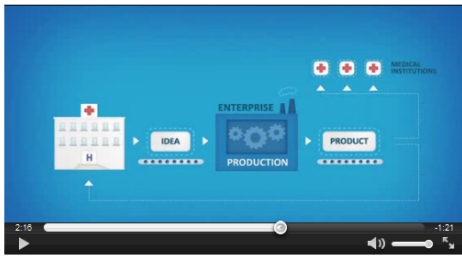 MEDICAL
INSTITUTIONS
ENTERPRISE
H
IDEA
PRODUCTION
PRODUCT
2:16
-1:21